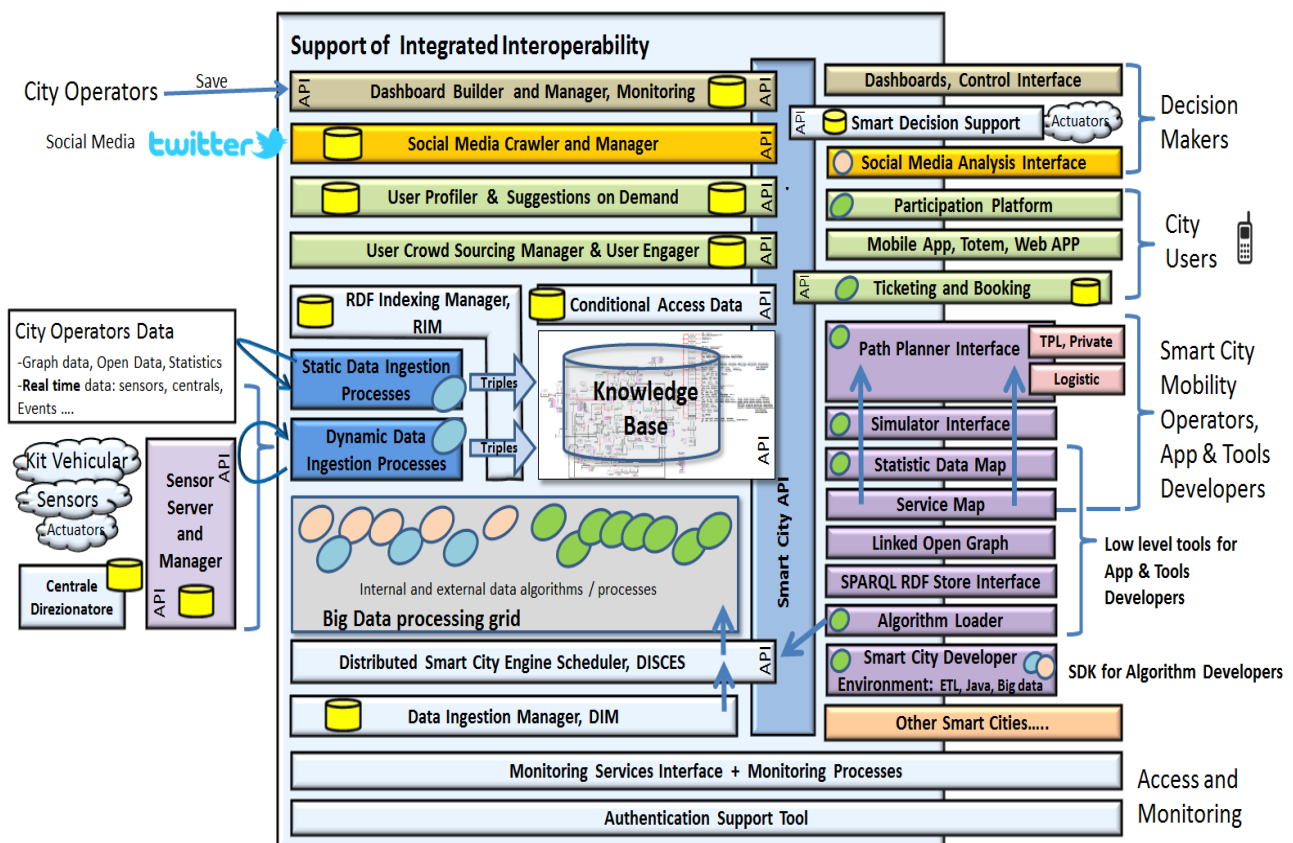 Support of Integrated Interoperability
City Operators
Save
API
Dashboard Builder and Manager, Monitoring
API
Social Media
twitter
Social Media Crawler and Manager
API
User Profiler & Suggestions on Demand
API
User Crowd Sourcing Manager & User Engager
API
RDF Indexing Manager,
RIM
Conditional Access Data
API
City Operators Data
-Graph data, Open Data, Statistics
-Real time data: sensors, centrals,
Events ....
Static Data Ingestion
Processes
Triples
Dynamic Data
Ingestion Processes
Triples
Knowledge
Base
API
Kit Vehicular
Sensors
Actuators
Centrale
Direzionatore
API
Sensor
Server
and
Manager
API
Internal and external data algorithms / processes
Big Data processing grid
Distributed Smart City Engine Scheduler, DISCES
API
Data Ingestion Manager, DIM
Smart City API
Dashboards, Control Interface
API
Smart Decision Support
Actuators
Social Media Analysis Interface
Decision
Makers
Participation Platform
Mobile App, Totem, Web APP
API
Ticketing and Booking
City
Users
Path Planner Interface
TPL, Private
Logistic
Simulator Interface
Statistic Data Map
Service Map
Linked Open Graph
SPARQL RDF Store Interface
Algorithm Loader
Smart City Developer
Environment: ETL, Java, Big data
Other Smart Cities.....
Smart City
Mobility
Operators,
App & Tools
Developers
Low level tools for
App & Tools
Developers
SDK for Algorithm Developers
Monitoring Services Interface + Monitoring Processes
Authentication Support Tool
Access and
Monitoring